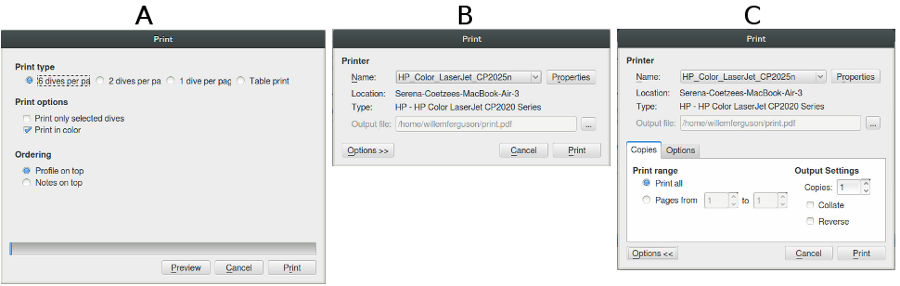 A
Print
Print type
6 dives per pa 2 dives per pa 1 dive per pag Table print
Print options
Print only selected dives
Print in color
Ordering
Profile on top
Notes on top
Preview Cancel Print
B
Print
Printer
Name: HP_Color_LaserJet_CP2025n Properties
Location: Serena-Coetzees-MacBook-Air-3
Type: HP - HP Color LaserJet CP2020 Series
Output file: /home/willemferguson/print.pdf ...
Options >> Cancel Print
C
Print
Printer
Name: HP_Color_LaserJet_CP2025n Properties
Location: Serena-Coetzees-MacBook-Air-3
Type: HP - HP Color LaserJet CP2020 Series
Output file: /home/willemferguson/print.pdf ...
Copies Options
Print range
Print all
Pages from 1 to 1
Output Settings
Copies: 1
Collate
Reverse
Options << Cancel Print